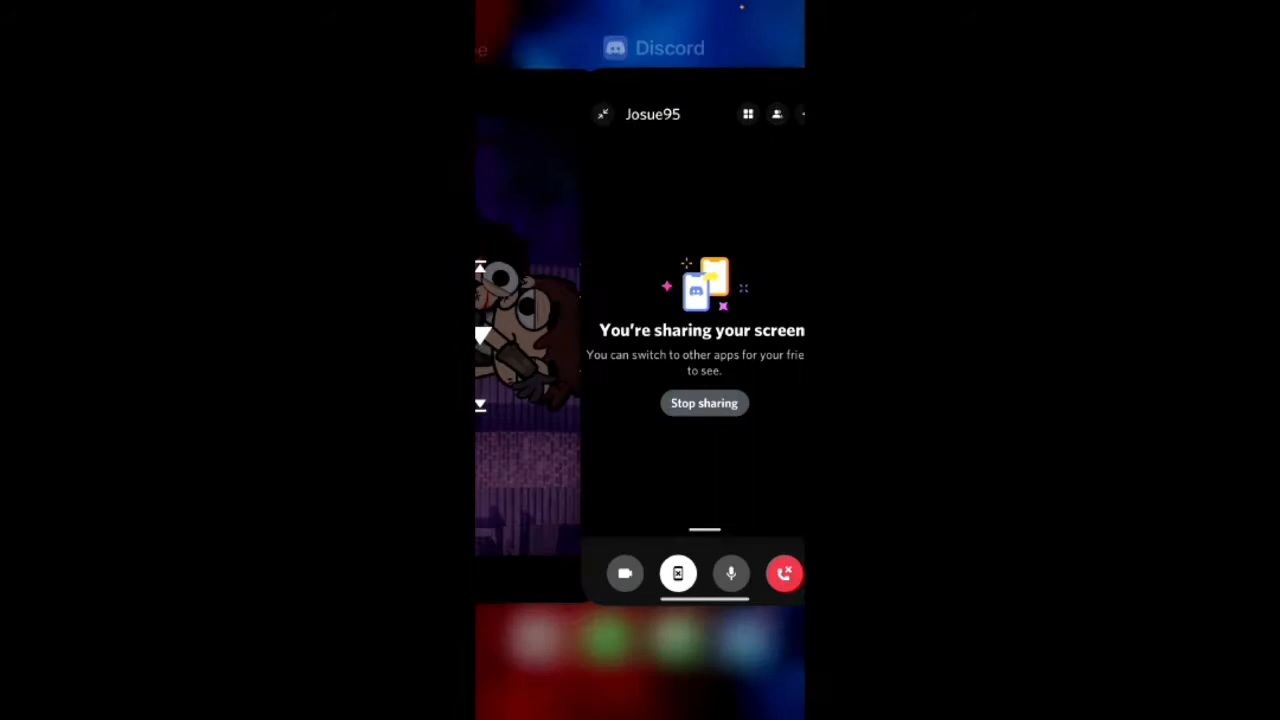 Discord
Josue95
You're sharing your screen
You can switch to other apps for your frie
to see.
Stop sharing